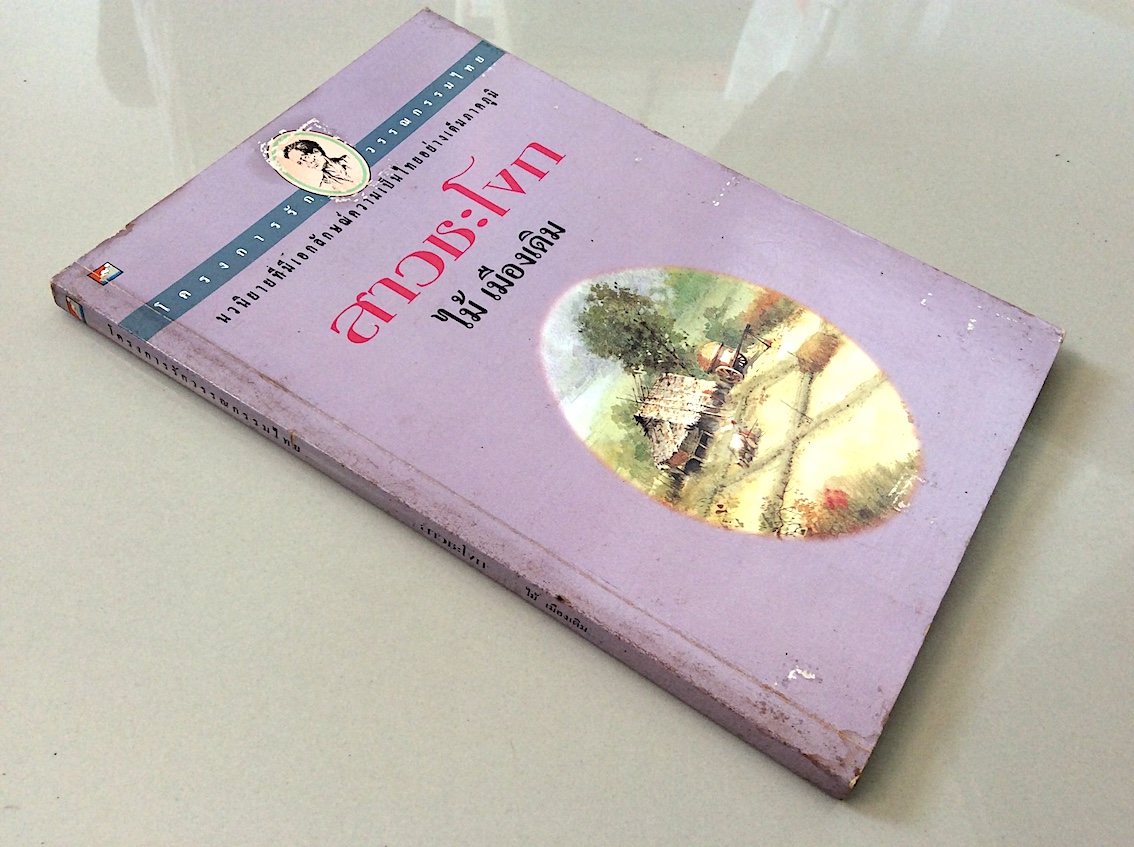 โครงการรักวรรณกรรมไทย
นวนิยายที่มีเอกลักษณ์ความเป็นไทยอย่างเต็มภาคภูมิ
สาวชะโงก
ไม้ เมืองเดิม
โครงการรักวรรณกรรมไทย
สาวชะโงก
ไม้ เมืองเดิม